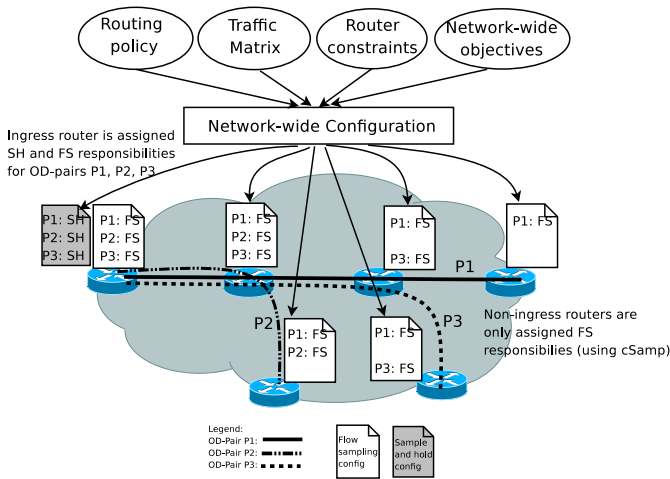 Routing
policy
Traffic
Matrix
Router
constraints
Network-wide
objectives
Network-wide Configuration
Ingress router is assigned
SH and FS responsibilities
for OD-pairs P1, P2, P3
P1: SH
P2: SH
P3: SH
P1: FS
P2: FS
P3: FS
P1: FS
P2: FS
P3: FS
P1: FS
P3: FS
P1: FS
P1
P2
P3
Non-ingress routers are
only assigned FS
responsibilies (using cSamp)
P1: FS
P2: FS
P1: FS
P3: FS
Legend:
OD-Pair P1:
OD-Pair P2:
OD-Pair P3:
Flow
sampling
config
Sample
and hold
config